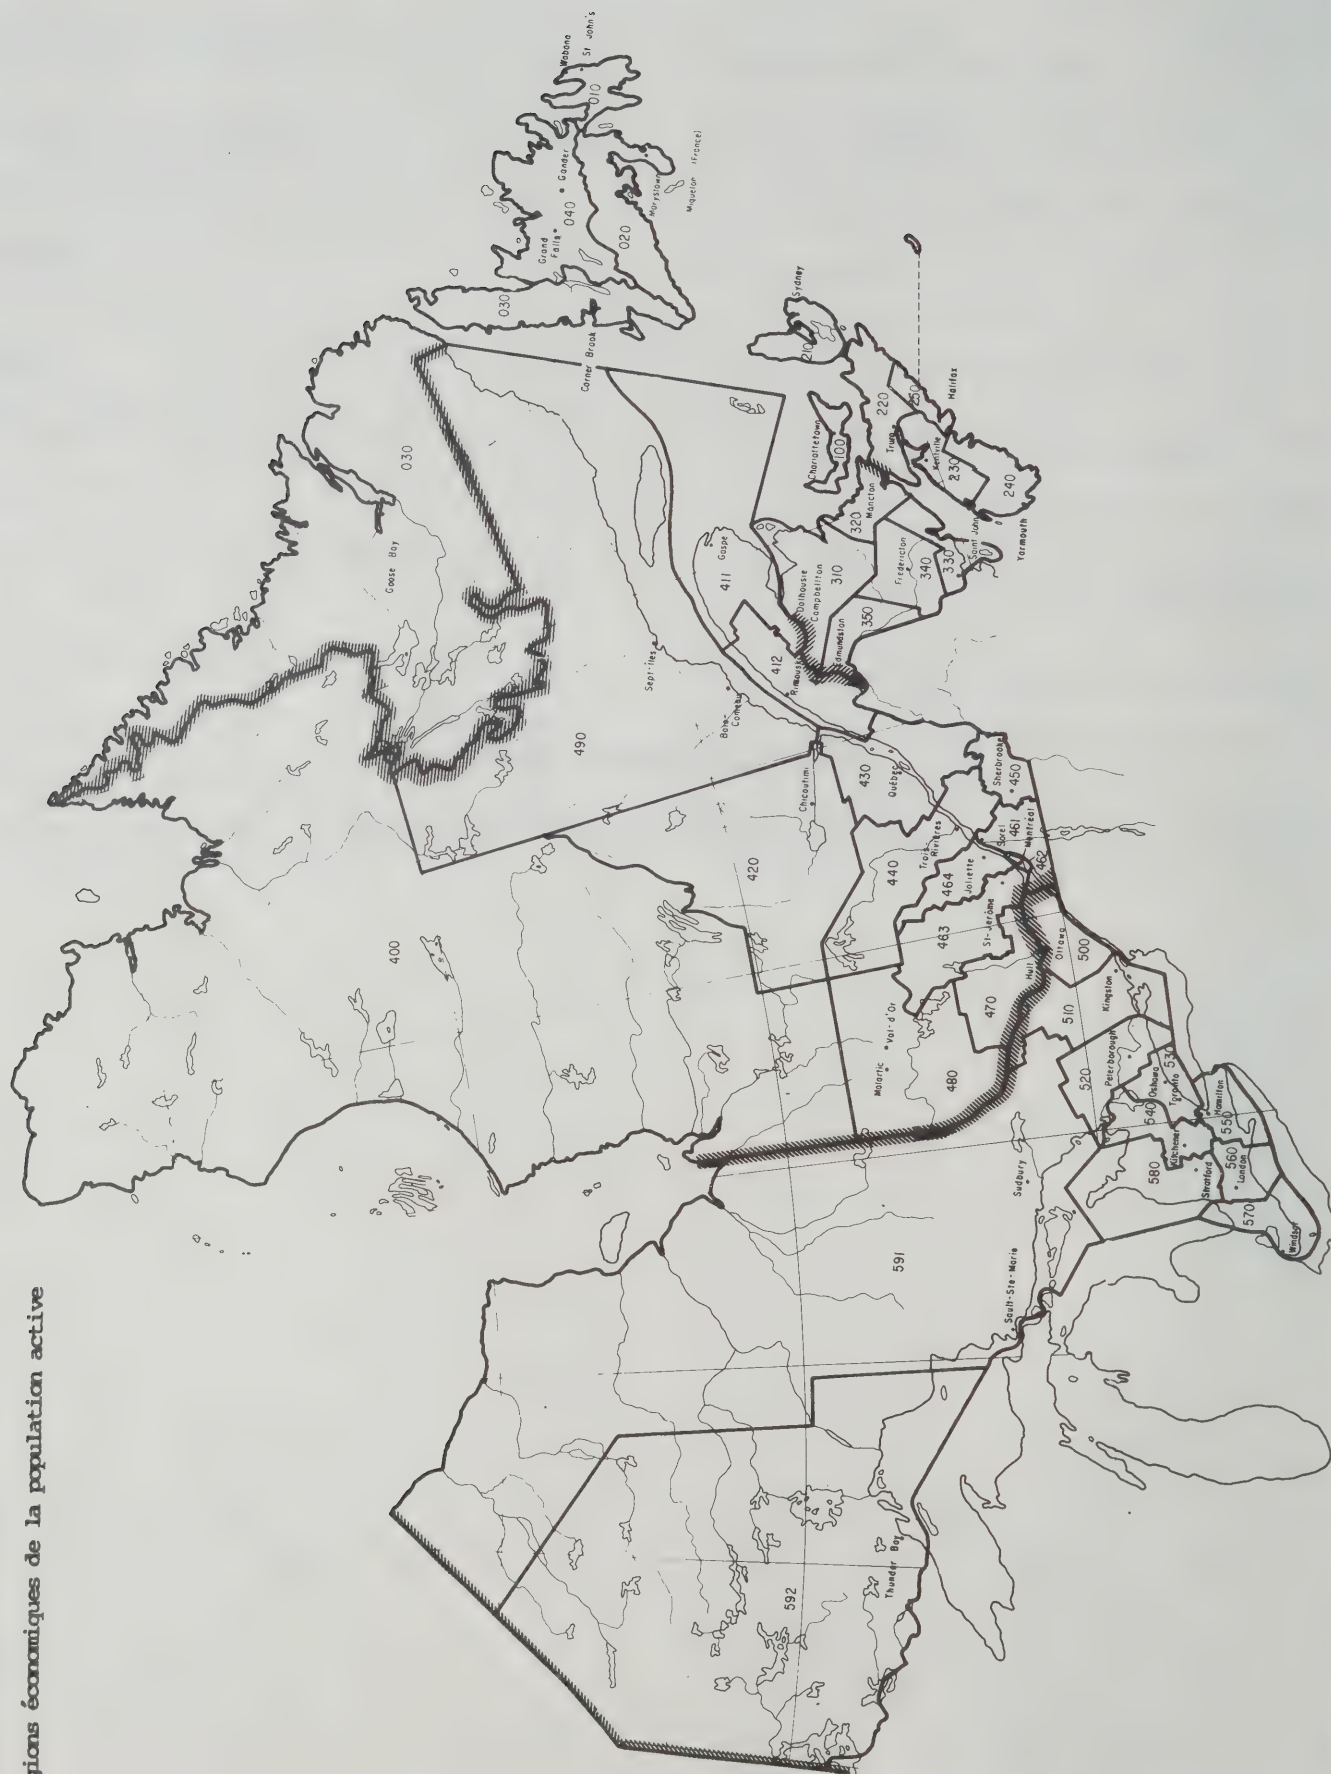 gions économiques de la population active
Wabana
St John's
010
Gander
040
Grand
Falls
020
Marystown
Miquelon (France)
030
Corner Brook
030
Goose Bay
Sydney
210
220
250
Halifax
Charlottetown
100
Truro
Kentville
230
240
Yarmouth
320
Moncton
Saint John
330
340
Fredericton
310
350
Dalhousie
Campbellton
Edmundston
411
Gaspé
412
Rimouski
Sept-Iles
Baie-
Comeau
490
Chicoutimi
420
430
Québec
Sherbrooke
450
Sorel
461
Montréal
462
Trois
Rivières
440
464
Joliette
463
St-Jérôme
400
Hull
Ottawa
500
470
510
Kingston
Val-d'Or
Malartic
480
520
Peterborough
530
Oshawa
Toronto
540
Hamilton
550
Kitchener
580
Stratford
560
London
570
Windsor
Sudbury
591
Sault-Ste-Marie
592
Thunder Bay